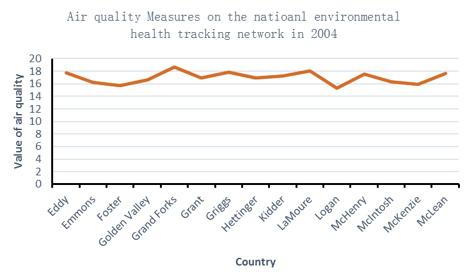 Air quality Measures on the natioanl environmental
health tracking network in 2004
Value of air quality
20
18
16
14
12
10
8
6
4
2
0
Eddy
Emmons
Foster
Golden Valley
Grand Forks
Grant
Griggs
Hettinger
Kidder
LaMoure
Logan
McHenry
McIntosh
McKenzie
McLean
Country